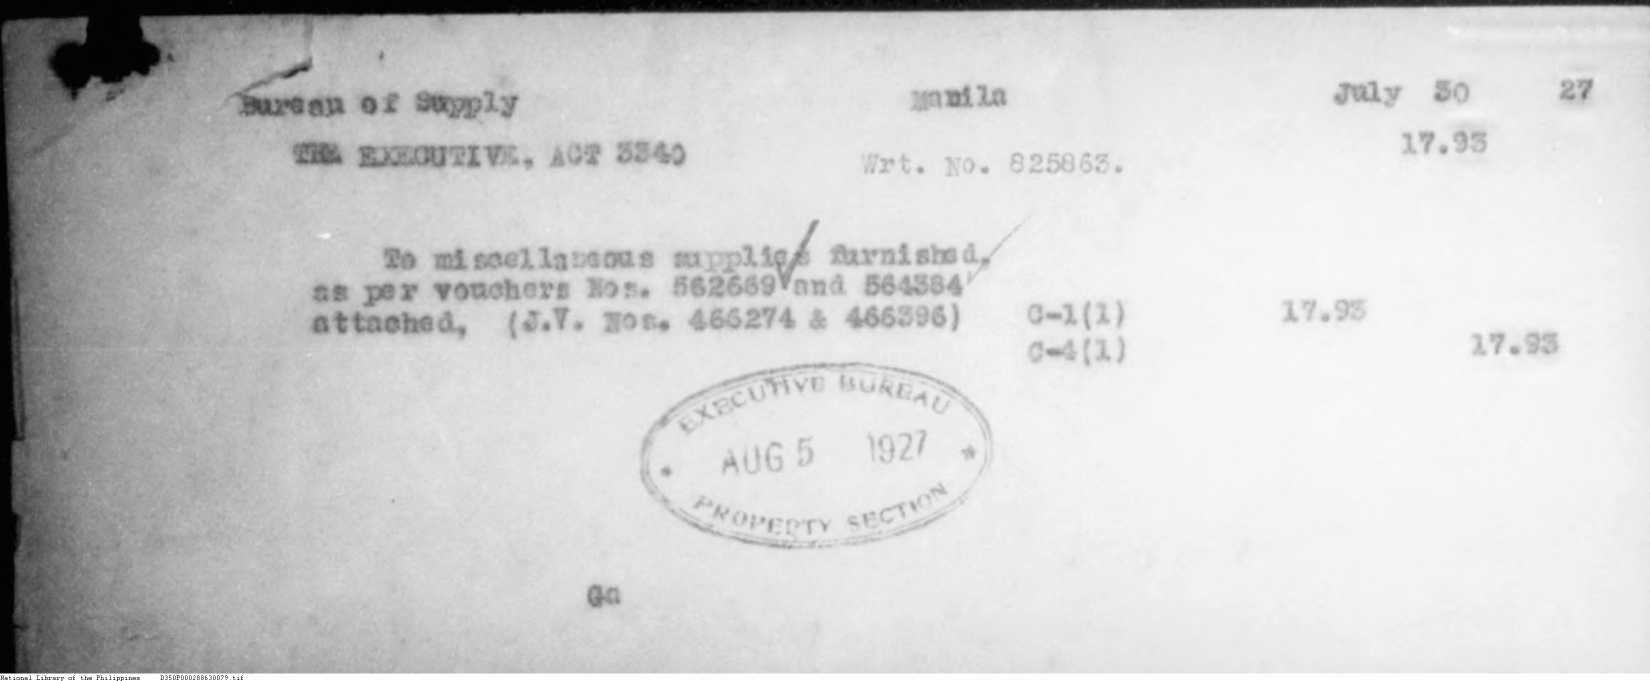 Bureau of Supply Manila July 30 27
THE EXECUTIVE, ACT 3340 Wrt. No. 825863. 17.93
To miscellaneous supplies furnished,
as per vouchers Nos. 562669 and 564384
attached, (J.V. Nos. 466274 & 466396) C-1(1) 17.93
C-4(1) 17.93
EXECUTIVE BUREAU
AUG 5 1927
PROPERTY SECTION
Ga
National Library of the Philippines D350P000288630079.tif